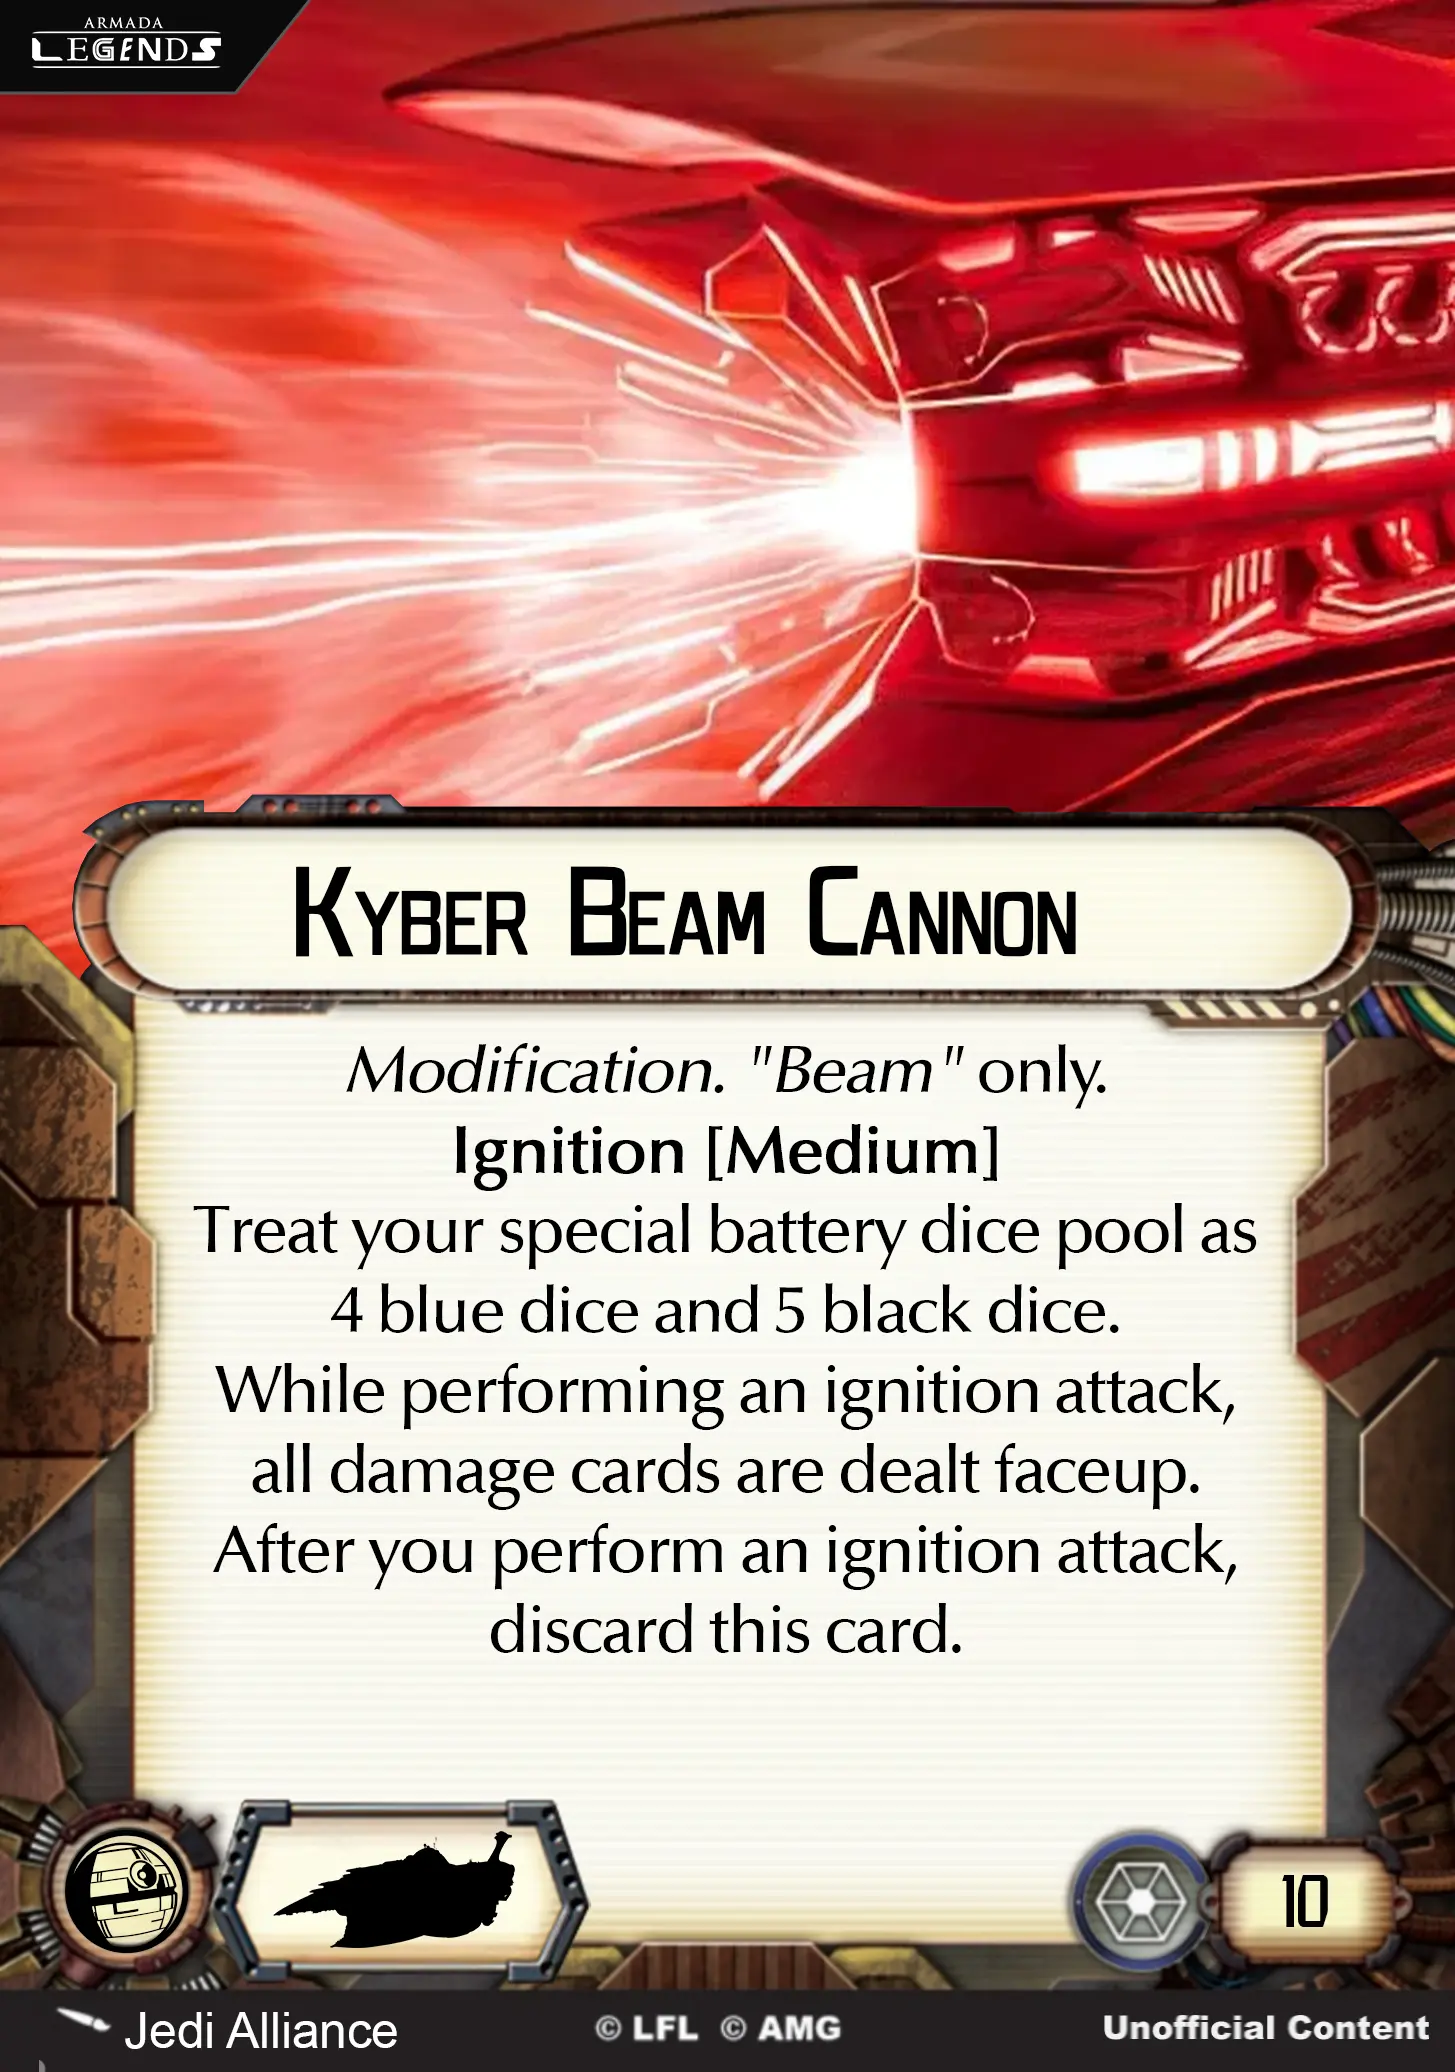 ARMADA
LEGENDS
Kyber Beam Cannon
Modification. "Beam" only.
Ignition [Medium]
Treat your special battery dice pool as
4 blue dice and 5 black dice.
While performing an ignition attack,
all damage cards are dealt faceup.
After you perform an ignition attack,
discard this card.
10
Jedi Alliance
© LFL © AMG
Unofficial Content